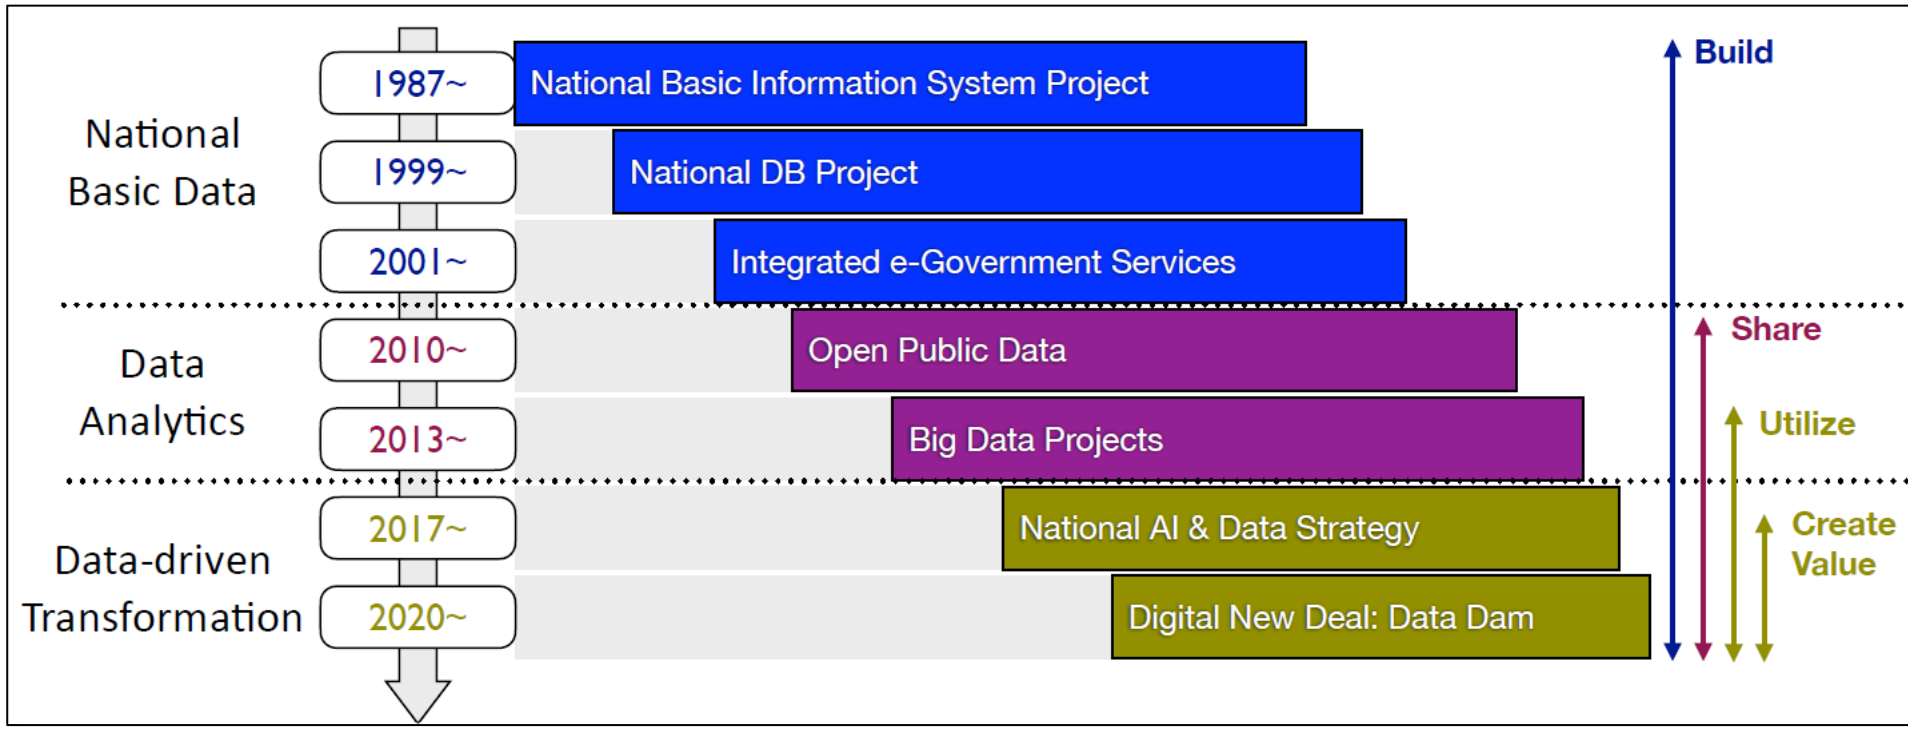 National
Basic Data
1987~
National Basic Information System Project
1999~
National DB Project
2001~
Integrated e-Government Services
Data
Analytics
2010~
Open Public Data
2013~
Big Data Projects
Data-driven
Transformation
2017~
National AI & Data Strategy
2020~
Digital New Deal: Data Dam
Build
Share
Utilize
Create
Value